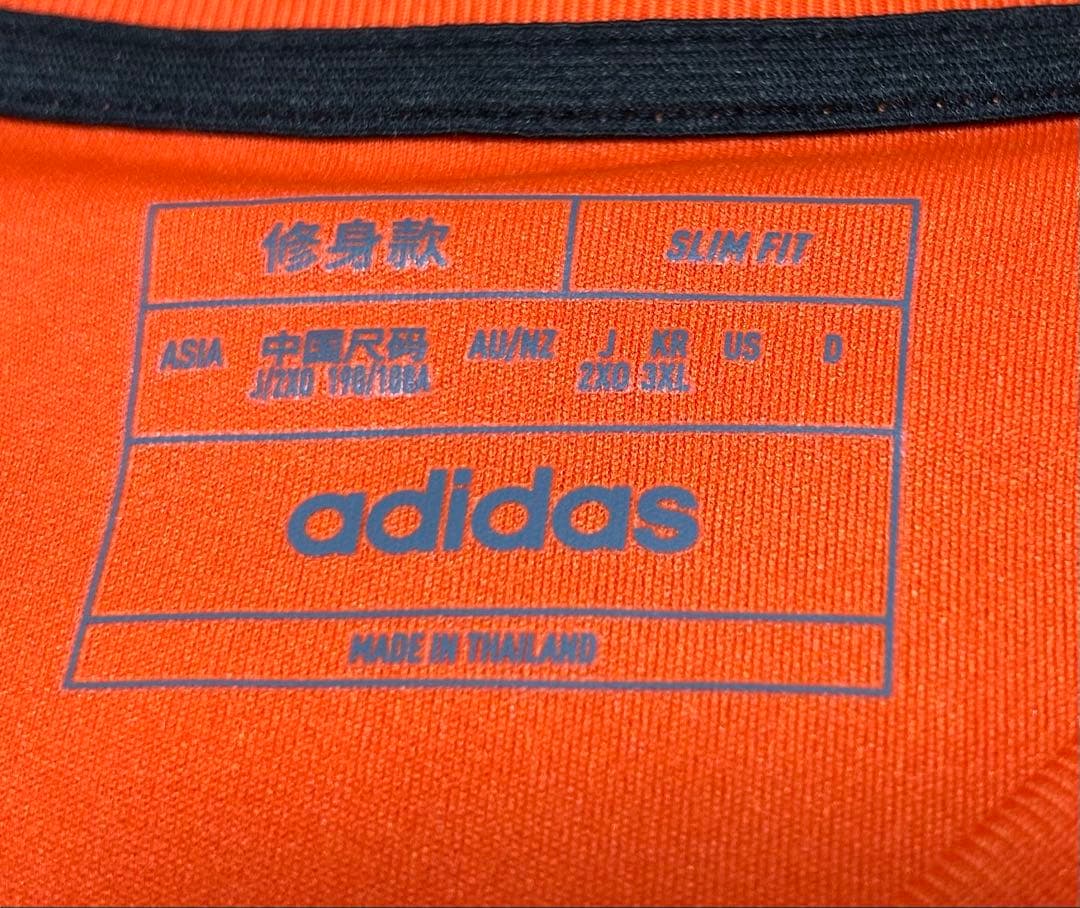 修身款 SLIM FIT
ASIA 中国尺码 AU/NZ J KR US D
J/2XO 190/108A 2XO 3XL
adidas
MADE IN THAILAND